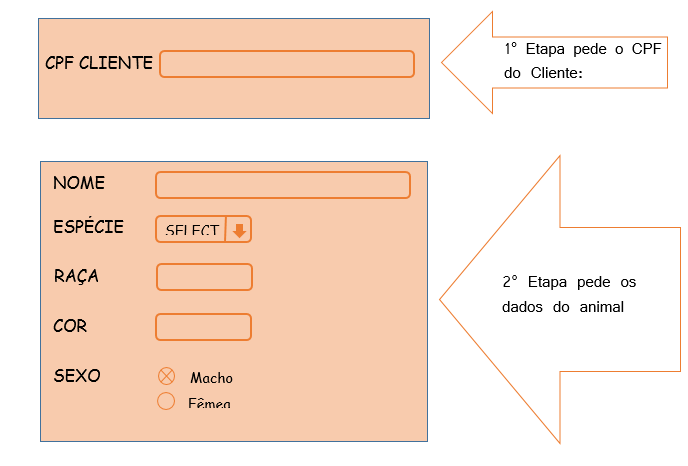 CPF CLIENTE
1° Etapa pede o CPF
do Cliente:
NOME
ESPÉCIE
SELECT
RAÇA
COR
SEXO
Macho
Fêmea
2° Etapa pede os
dados do animal